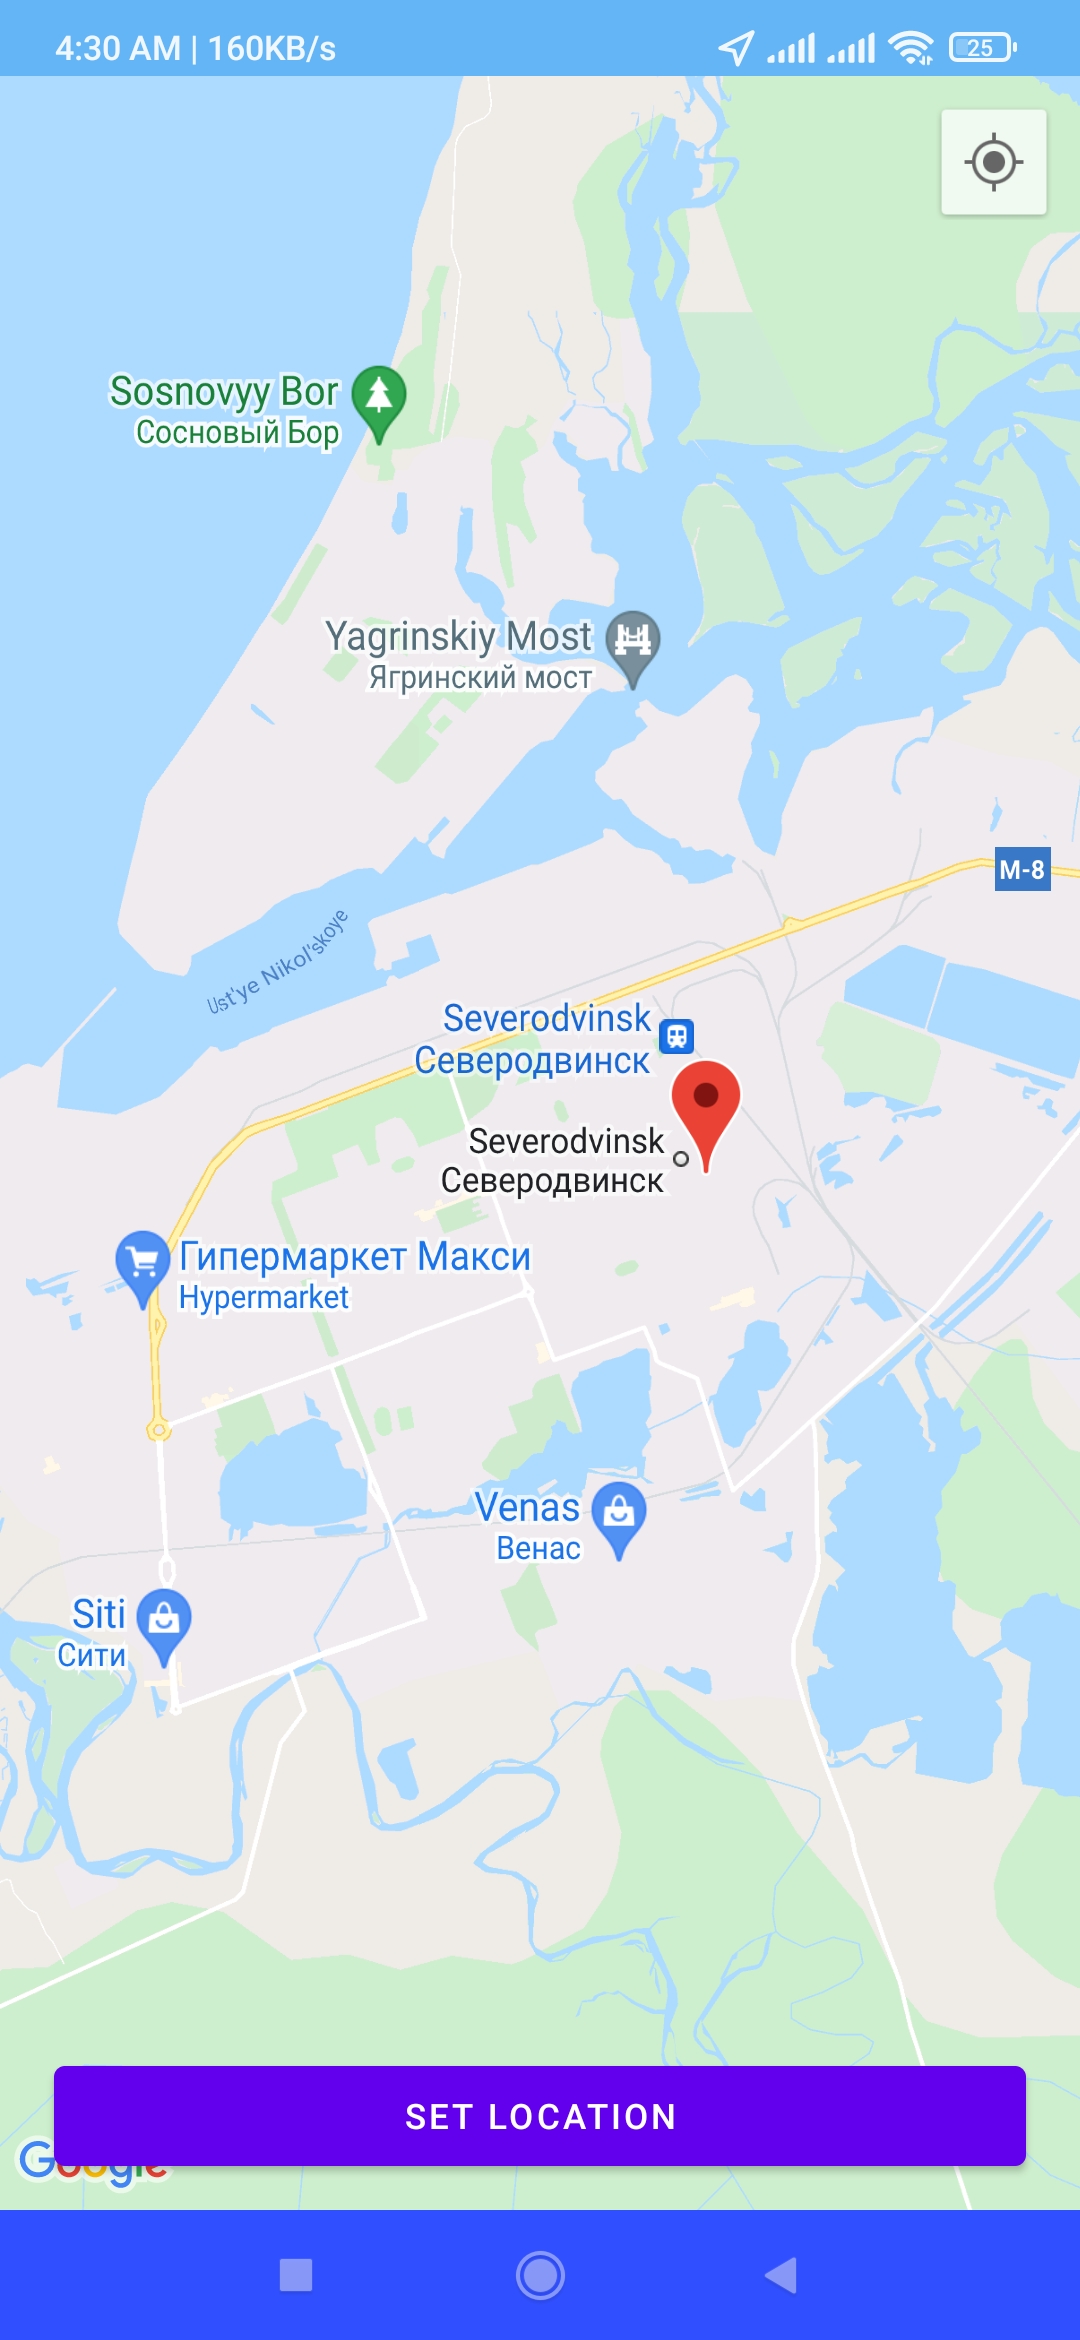 4:30 AM | 160KB/s
25
Sosnovyy Bor
Сосновый Бор
Yagrinskiy Most
Ягринский мост
M-8
Ust'ye Nikol'skoye
Severodvinsk
Северодвинск
Severodvinsk
Северодвинск
Гипермаркет Макси
Hypermarket
Venas
Венас
Siti
Сити
SET LOCATION
Google